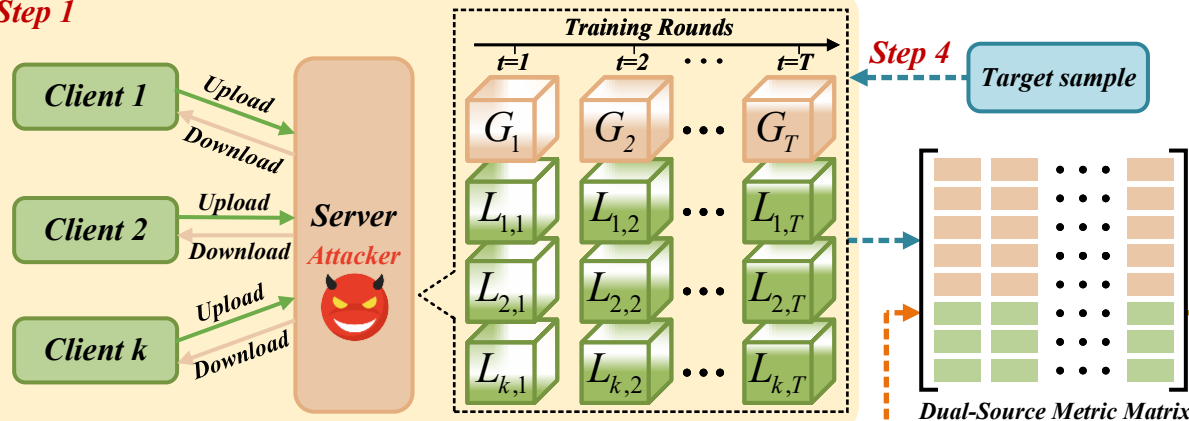 Step 1
Training Rounds
t=1 t=2 ••• t=T
Step 4
Target sample
Client 1
Upload
Download
Client 2
Upload
Download
Client k
Upload
Download
Server
Attacker
G1 G2 ••• GT
L1,1 L1,2 ••• L1,T
L2,1 L2,2 ••• L2,T
Lk,1 Lk,2 ••• Lk,T
Dual-Source Metric Matrix